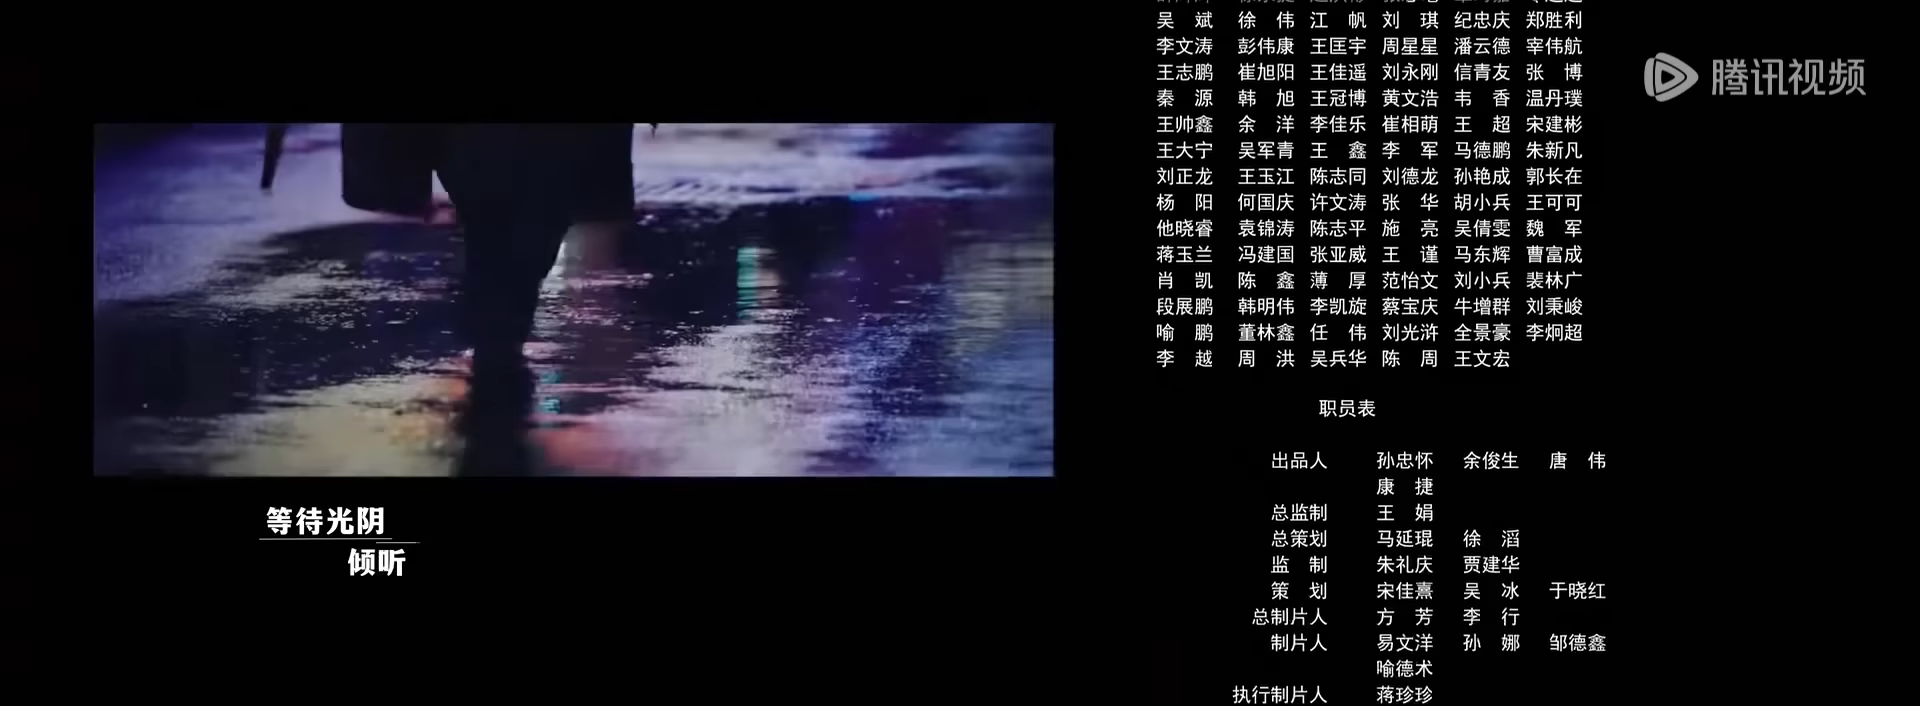 腾讯视频
吴斌 徐伟 江帆 刘琪 纪忠庆 郑胜利
李文涛 彭伟康 王匡宇 周星星 潘云德 宰伟航
王志鹏 崔旭阳 王佳遥 刘永刚 信青友 张博
秦源 韩旭 王冠博 黄文浩 韦香 温丹璞
王帅鑫 余洋 李佳乐 崔相萌 王超 宋建彬
王大宁 吴军青 王鑫 李军 马德鹏 朱新凡
刘正龙 王玉江 陈志同 刘德龙 孙艳成 郭长在
杨阳 何国庆 许文涛 张华 胡小兵 王可可
他晓睿 袁锦涛 陈志平 施亮 吴倩雯 魏军
蒋玉兰 冯建国 张亚威 王谨 马东辉 曹富成
肖凯 陈鑫 薄厚 范怡文 刘小兵 裴林广
段展鹏 韩明伟 李凯旋 蔡宝庆 牛增群 刘秉峻
喻鹏 董林鑫 任伟 刘光浒 全景豪 李炯超
李越 周洪 吴兵华 陈周 王文宏
职员表
出品人 孙忠怀 余俊生 唐伟
康捷
总监制 王娟
总策划 马延琨 徐滔
监制 朱礼庆 贾建华
策划 宋佳熹 吴冰 于晓红
总制片人 方芳 李行
制片人 易文洋 孙娜 邹德鑫
喻德术
执行制片人 蒋珍珍
等待光阴
倾听